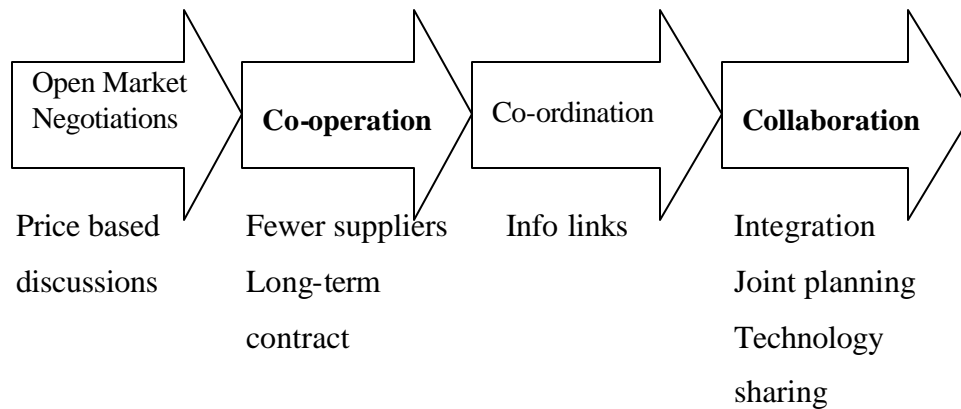 Open Market
Negotiations
Co-operation
Co-ordination
Collaboration
Price based
discussions
Fewer suppliers
Long-term
contract
Info links
Integration
Joint planning
Technology
sharing